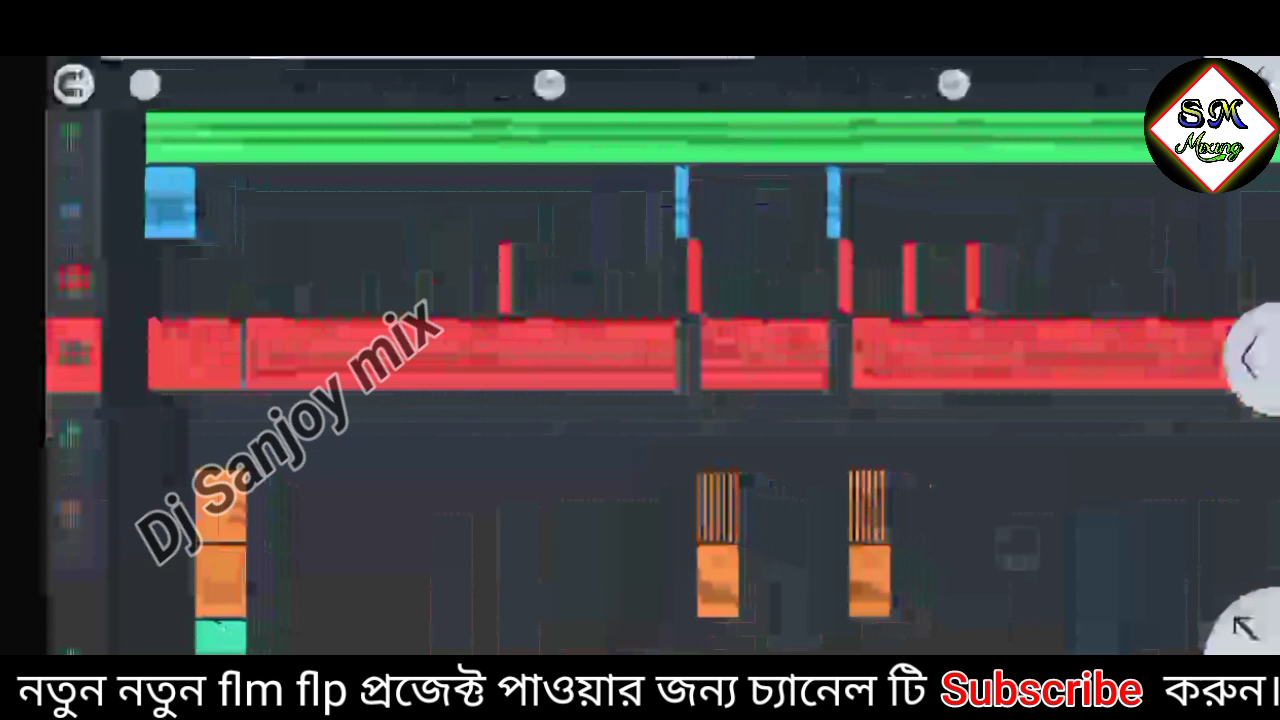 SM
Mixing
Dj Sanjoy mix
নতুন নতুন flm flp প্রজেক্ট পাওয়ার জন্য চ্যানেল টি Subscribe করুন।